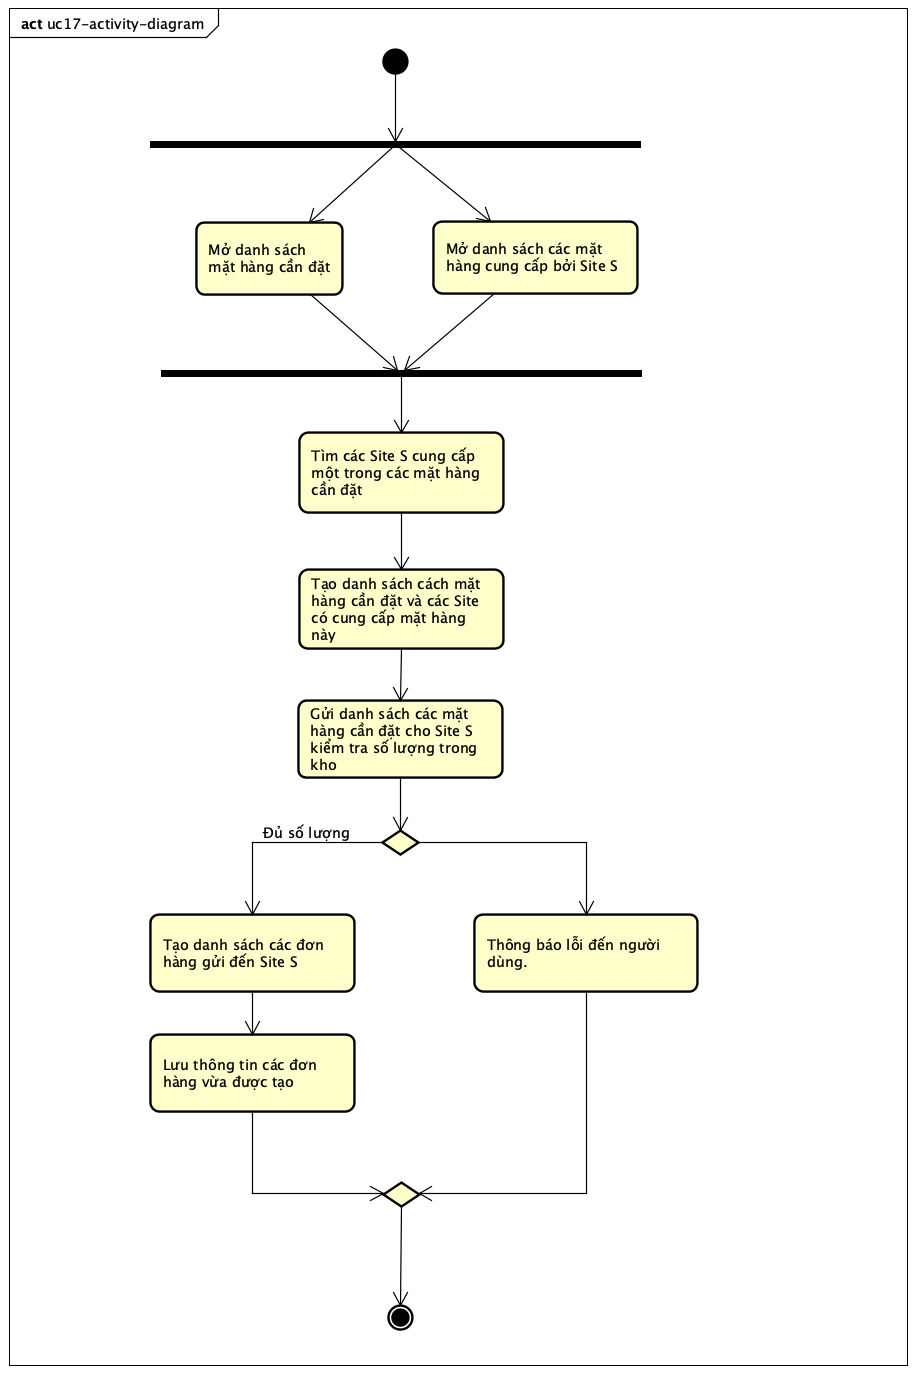 act uc17-activity-diagram
Mở danh sách
mặt hàng cần đặt
Mở danh sách các mặt
hàng cung cấp bởi Site S
Tìm các Site S cung cấp
một trong các mặt hàng
cần đặt
Tạo danh sách cách mặt
hàng cần đặt và các Site
có cung cấp mặt hàng
này
Gửi danh sách các mặt
hàng cần đặt cho Site S
kiểm tra số lượng trong
kho
Đủ số lượng
Tạo danh sách các đơn
hàng gửi đến Site S
Thông báo lỗi đến người
dùng.
Lưu thông tin các đơn
hàng vừa được tạo